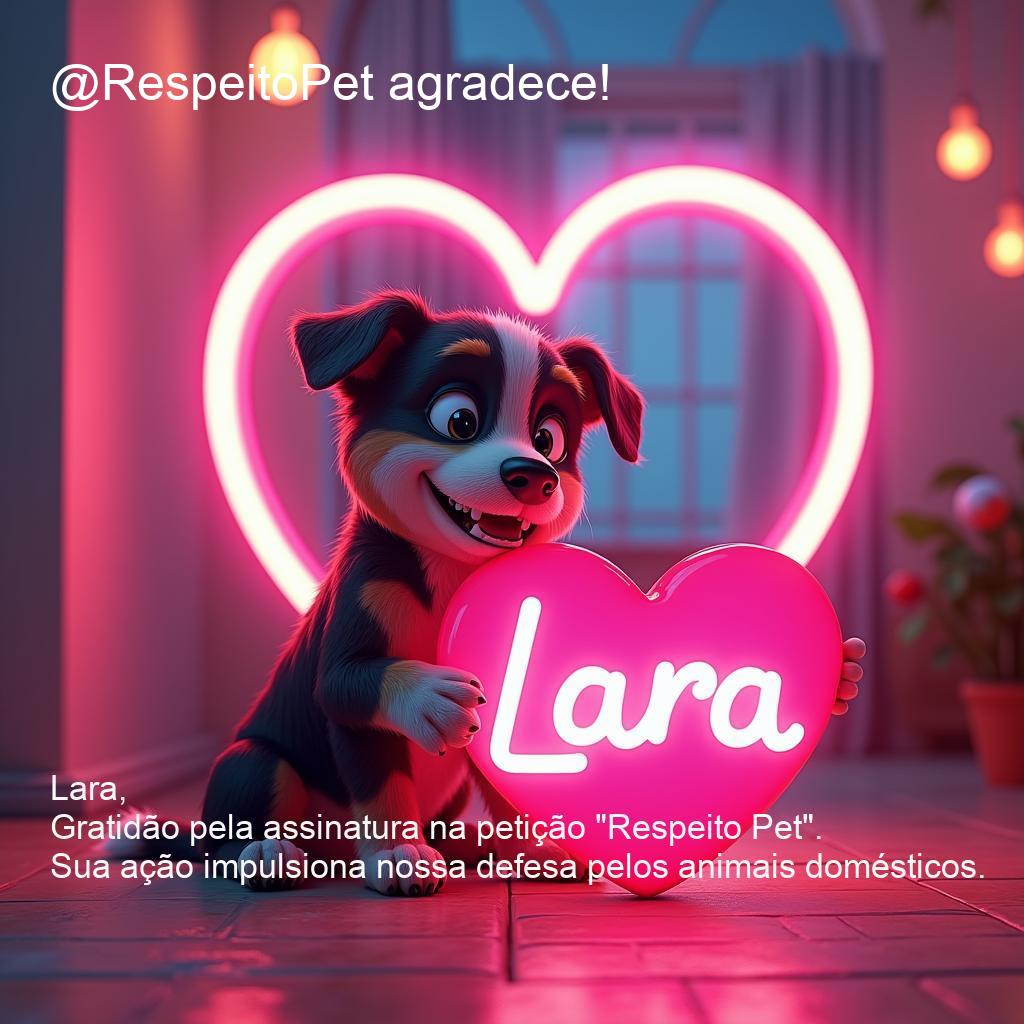 @RespeitoPet agradece!
Lara
Lara,
Gratidão pela assinatura na petição "Respeito Pet".
Sua ação impulsiona nossa defesa pelos animais domésticos.